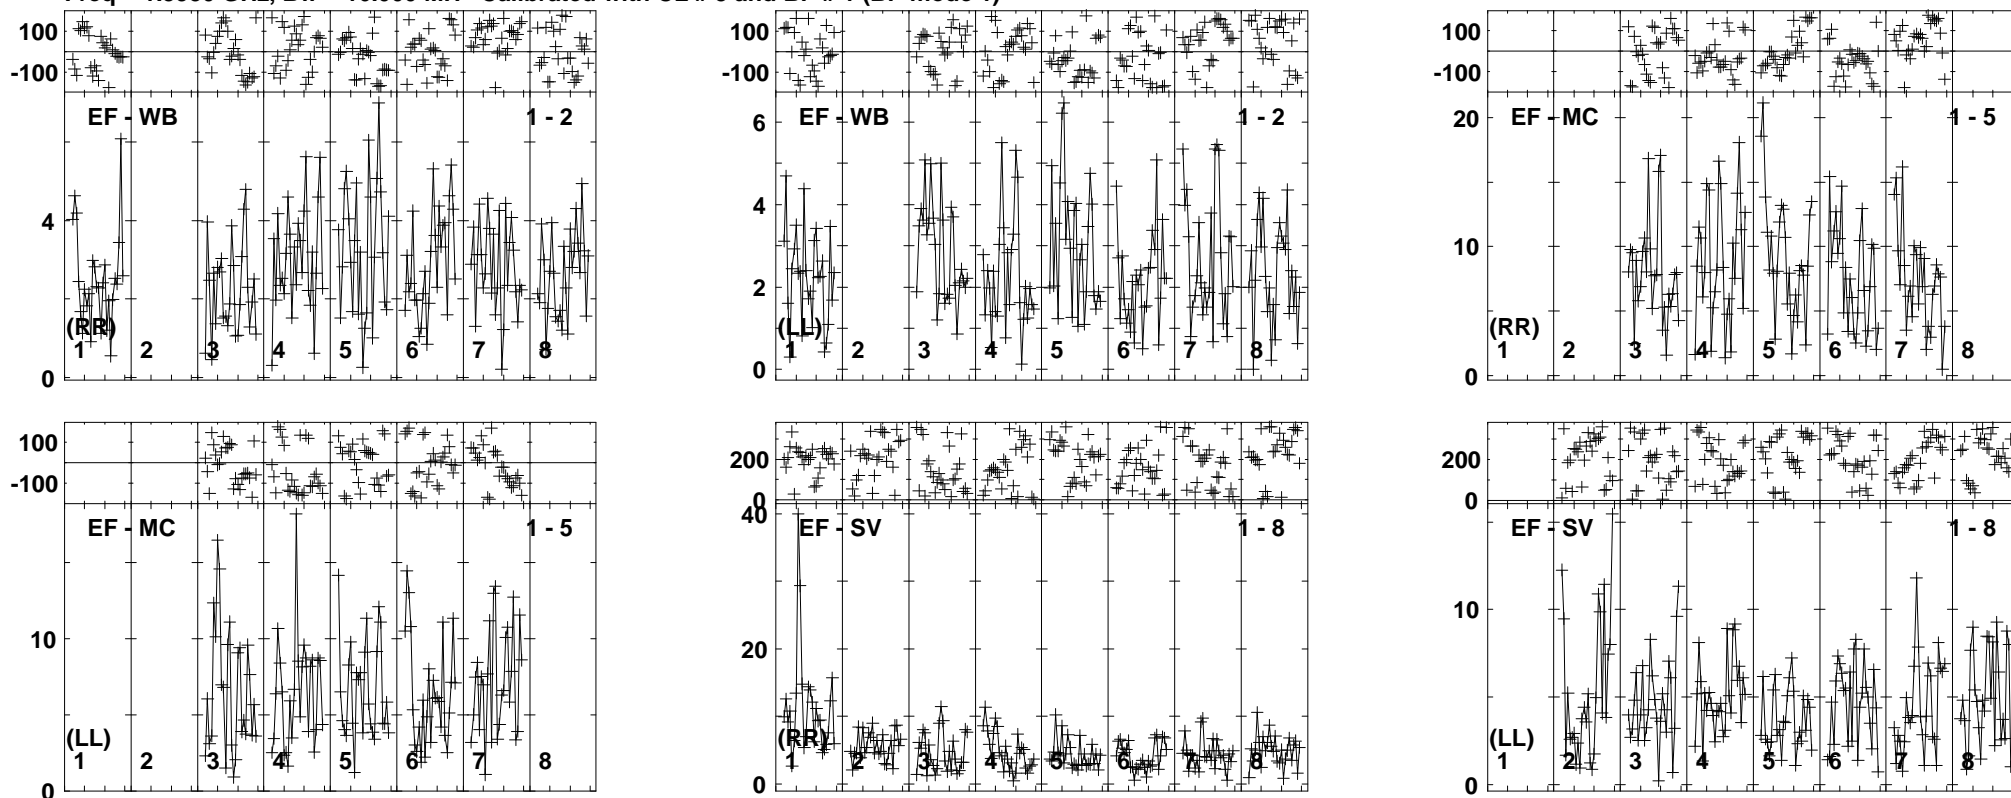 100 100 100
-100 -100 -100
EF - WB 1 - 2 EF - WB 1 - 2 EF - MC 1 - 5
6 20
4 4 10
2
(RR) (LL) (RR)
1 2 3 4 5 6 7 8 1 2 3 4 5 6 7 8 1 2 3 4 5 6 7 8
0 0 0
100 200 200
-100 0 0
EF - MC 1 - 5 40 EF - SV 1 - 8 EF - SV 1 - 8
10 20 10
(LL) (RR) (LL)
1 2 3 4 5 6 7 8 1 2 3 4 5 6 7 8 1 2 3 4 5 6 7 8
0 0 0